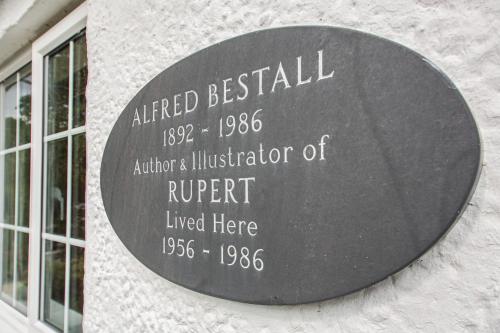 ALFRED BESTALL
1892 - 1986
Author & Illustrator of
RUPERT
Lived Here
1956 - 1986